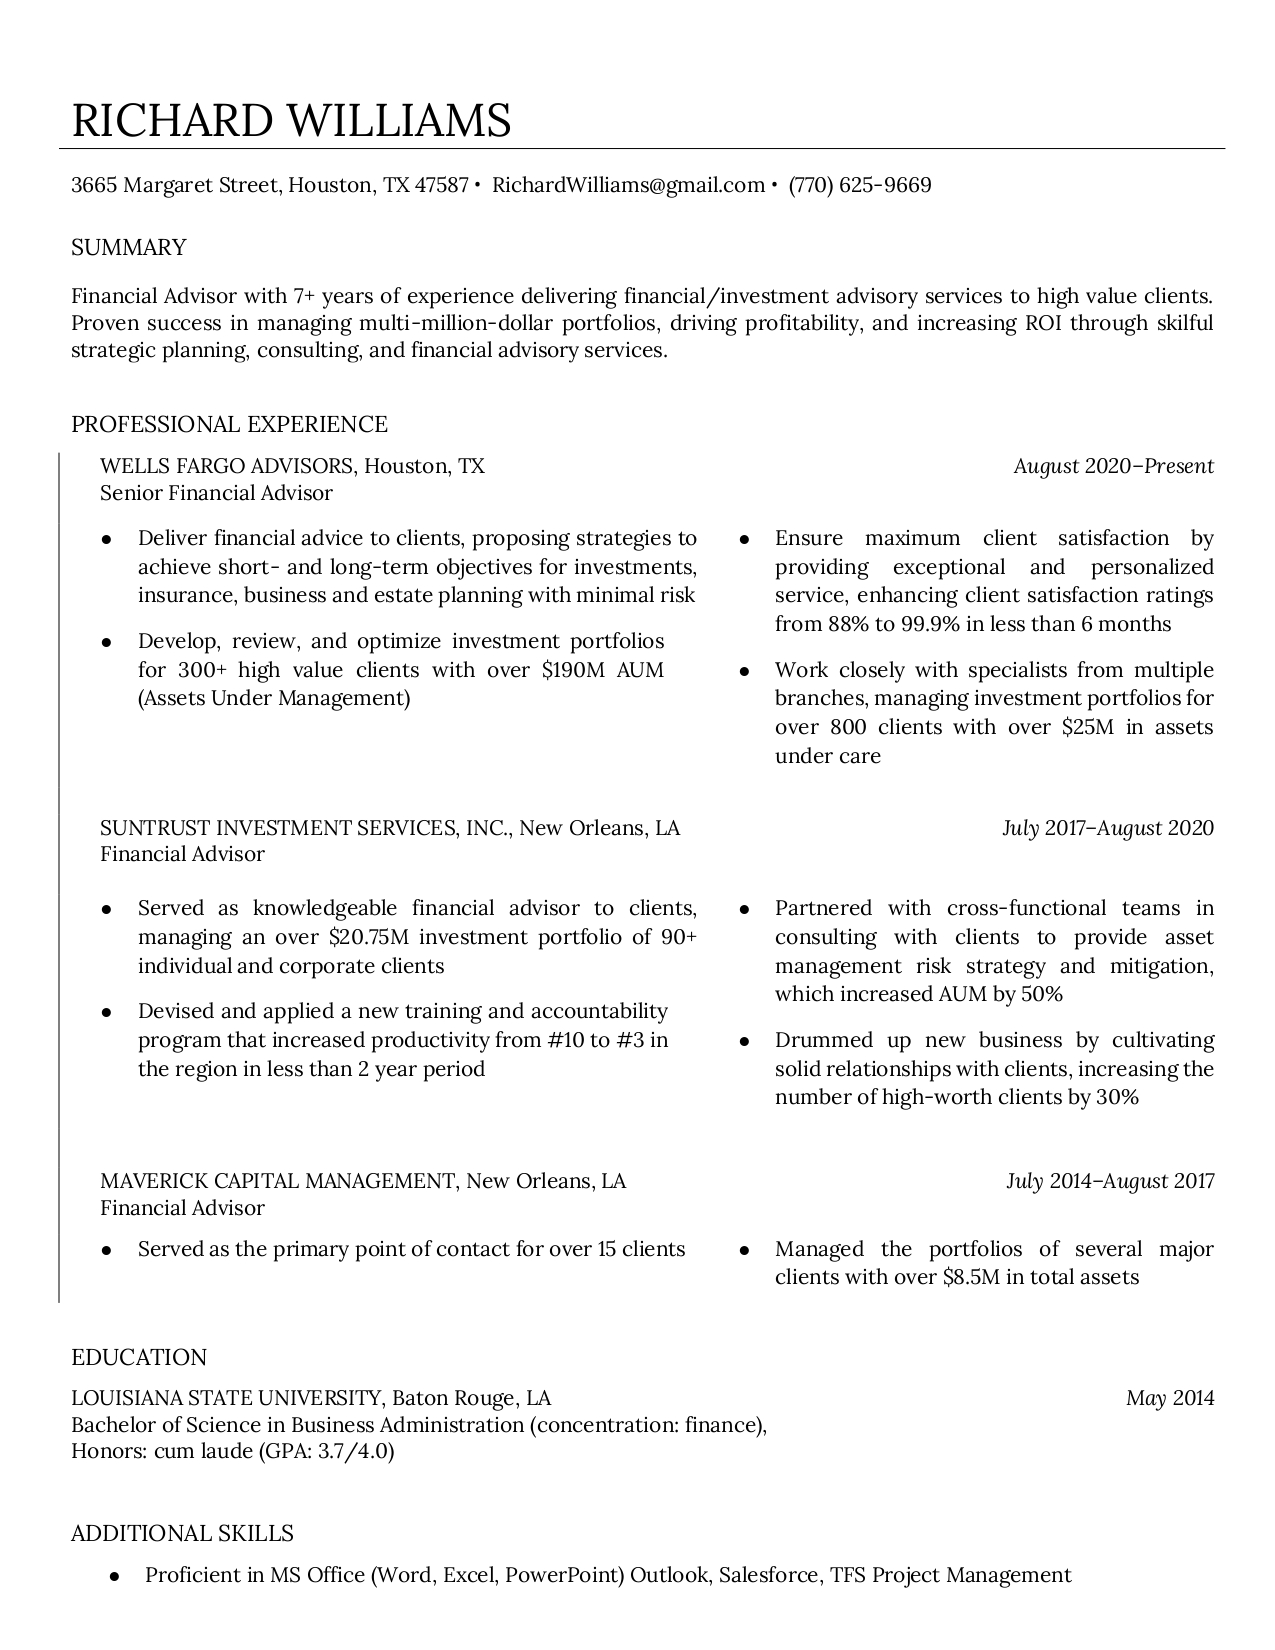 RICHARD WILLIAMS
3665 Margaret Street, Houston, TX 47587 • RichardWilliams@gmail.com • (770) 625-9669
SUMMARY
Financial Advisor with 7+ years of experience delivering financial/investment advisory services to high value clients.
Proven success in managing multi-million-dollar portfolios, driving profitability, and increasing ROI through skilful
strategic planning, consulting, and financial advisory services.
PROFESSIONAL EXPERIENCE
WELLS FARGO ADVISORS, Houston, TX August 2020–Present
Senior Financial Advisor
● Deliver financial advice to clients, proposing strategies to
achieve short- and long-term objectives for investments,
insurance, business and estate planning with minimal risk
● Develop, review, and optimize investment portfolios
for 300+ high value clients with over $190M AUM
(Assets Under Management)
● Ensure maximum client satisfaction by
providing exceptional and personalized
service, enhancing client satisfaction ratings
from 88% to 99.9% in less than 6 months
● Work closely with specialists from multiple
branches, managing investment portfolios for
over 800 clients with over $25M in assets
under care
SUNTRUST INVESTMENT SERVICES, INC., New Orleans, LA July 2017–August 2020
Financial Advisor
● Served as knowledgeable financial advisor to clients,
managing an over $20.75M investment portfolio of 90+
individual and corporate clients
● Devised and applied a new training and accountability
program that increased productivity from #10 to #3 in
the region in less than 2 year period
● Partnered with cross-functional teams in
consulting with clients to provide asset
management risk strategy and mitigation,
which increased AUM by 50%
● Drummed up new business by cultivating
solid relationships with clients, increasing the
number of high-worth clients by 30%
MAVERICK CAPITAL MANAGEMENT, New Orleans, LA July 2014–August 2017
Financial Advisor
● Served as the primary point of contact for over 15 clients
● Managed the portfolios of several major
clients with over $8.5M in total assets
EDUCATION
LOUISIANA STATE UNIVERSITY, Baton Rouge, LA May 2014
Bachelor of Science in Business Administration (concentration: finance),
Honors: cum laude (GPA: 3.7/4.0)
ADDITIONAL SKILLS
● Proficient in MS Office (Word, Excel, PowerPoint) Outlook, Salesforce, TFS Project Management